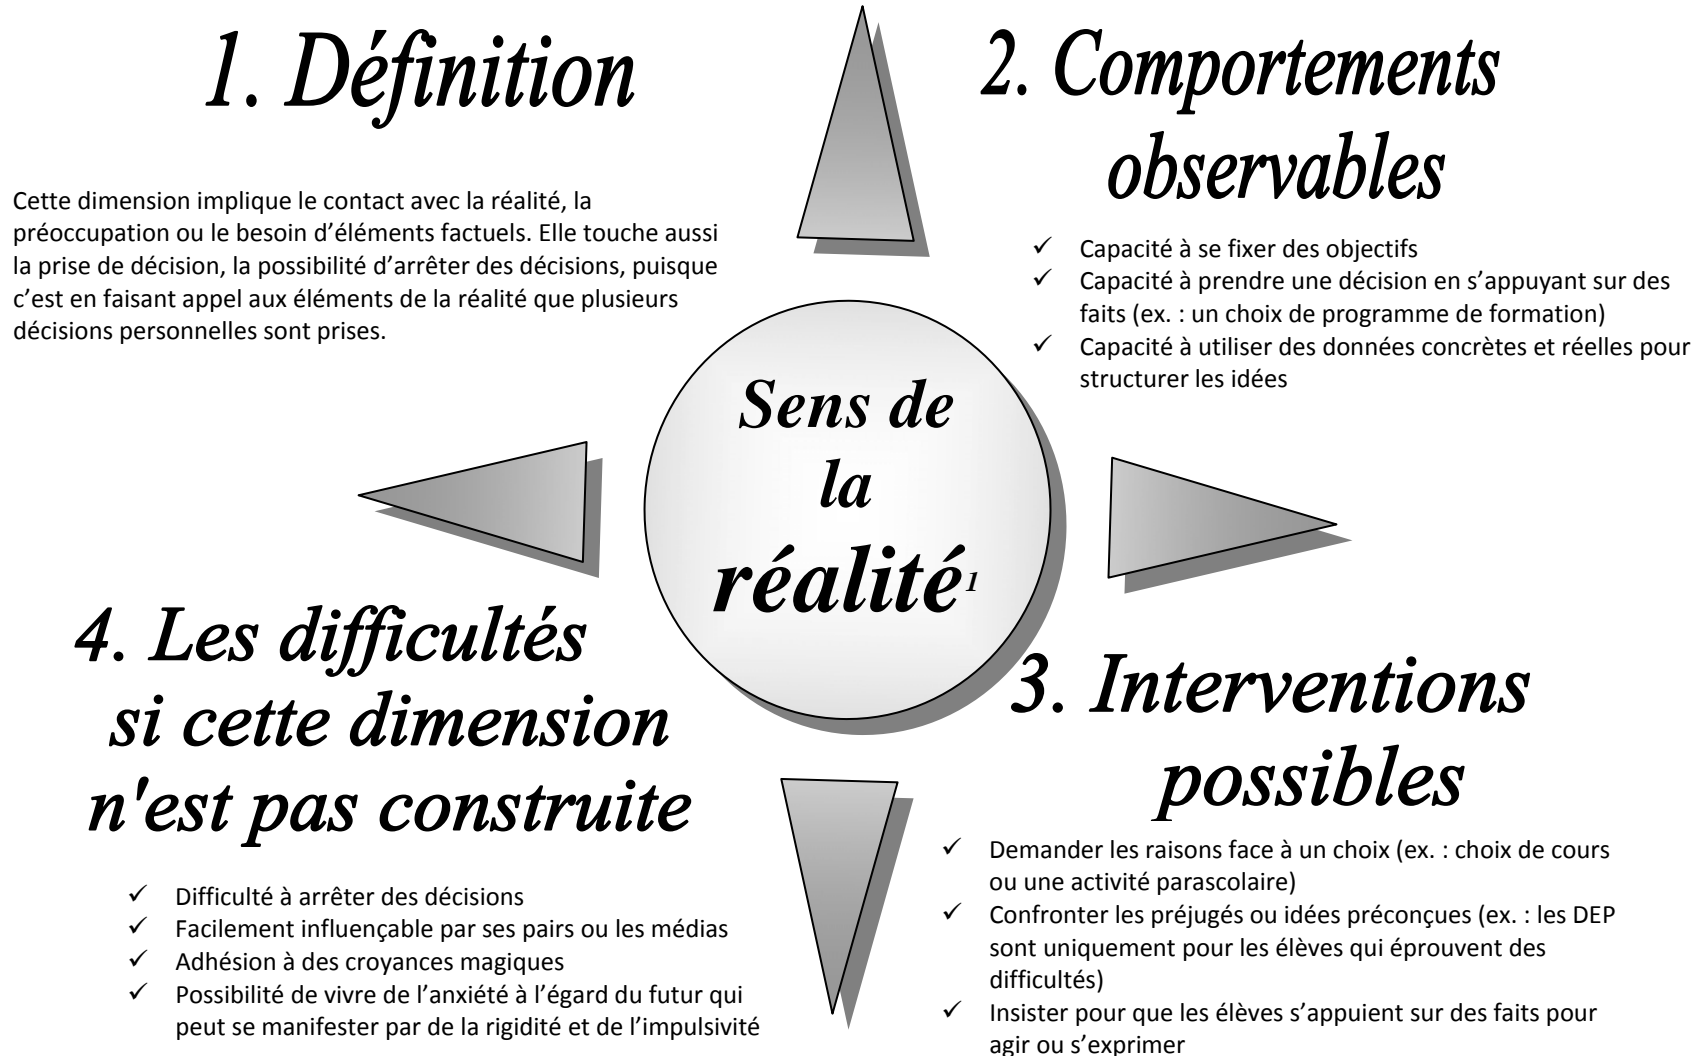 1. Définition
Cette dimension implique le contact avec la réalité, la
préoccupation ou le besoin d’éléments factuels. Elle touche aussi
la prise de décision, la possibilité d’arrêter des décisions, puisque
c’est en faisant appel aux éléments de la réalité que plusieurs
décisions personnelles sont prises.
2. Comportements
observables
✓ Capacité à se fixer des objectifs
✓ Capacité à prendre une décision en s’appuyant sur des
faits (ex. : un choix de programme de formation)
✓ Capacité à utiliser des données concrètes et réelles pour
structurer les idées
Sens de
la
réalité¹
3. Interventions
possibles
✓ Demander les raisons face à un choix (ex. : choix de cours
ou une activité parascolaire)
✓ Confronter les préjugés ou idées préconçues (ex. : les DEP
sont uniquement pour les élèves qui éprouvent des
difficultés)
✓ Insister pour que les élèves s’appuient sur des faits pour
agir ou s’exprimer
4. Les difficultés
si cette dimension
n'est pas construite
✓ Difficulté à arrêter des décisions
✓ Facilement influençable par ses pairs ou les médias
✓ Adhésion à des croyances magiques
✓ Possibilité de vivre de l’anxiété à l’égard du futur qui
peut se manifester par de la rigidité et de l’impulsivité